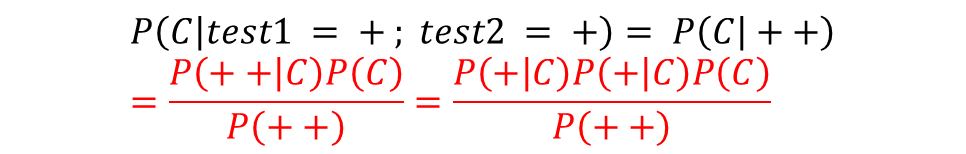 P(C|test1 = +; test2 = +) = P(C|++)
= P(++|C)P(C) / P(++) = P(+|C)P(+|C)P(C) / P(++)